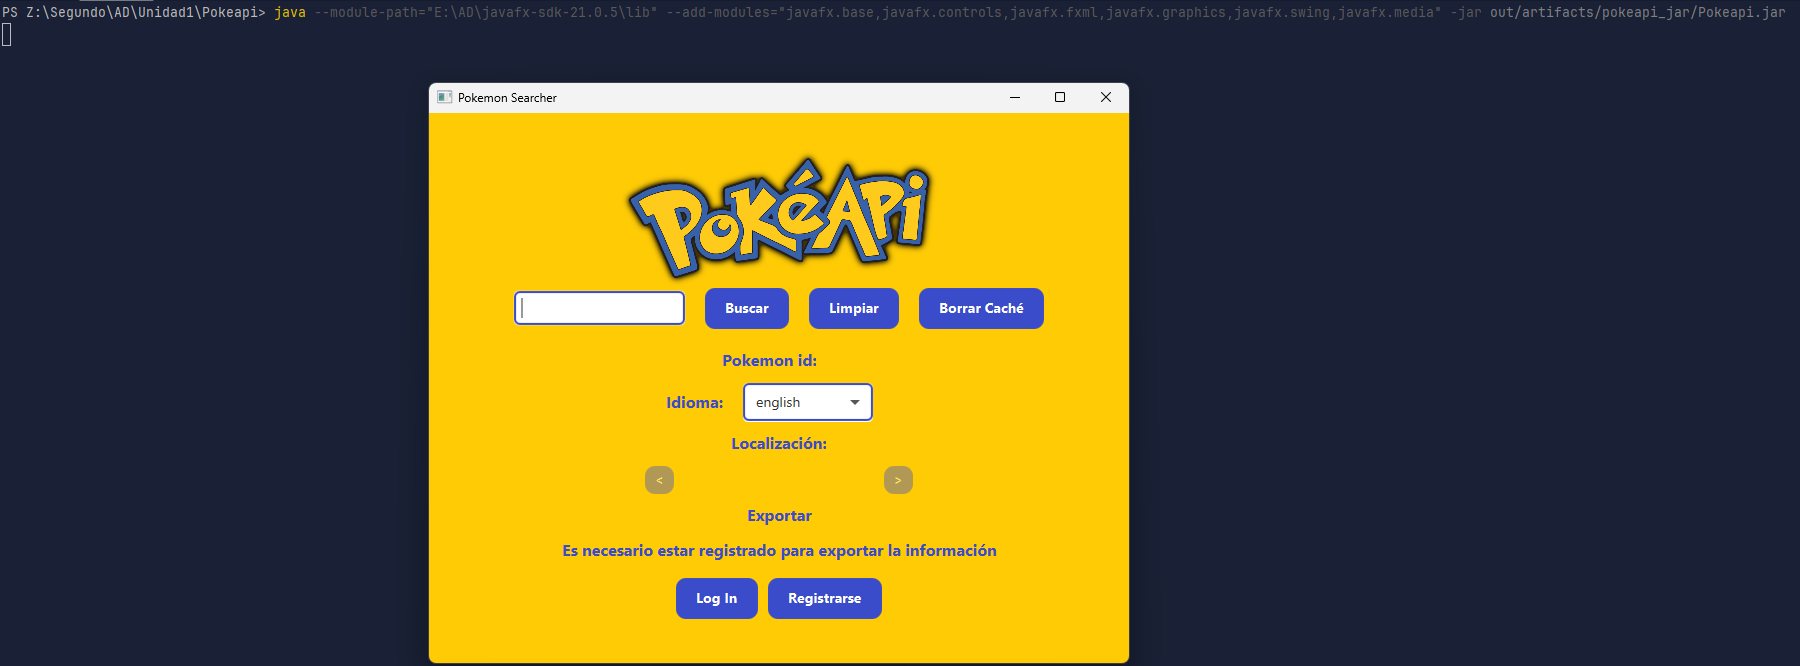 PS Z:\Segundo\AD\Unidad1\Pokeapi> java --module-path="E:\AD\javafx-sdk-21.0.5\lib" --add-modules="javafx.base,javafx.controls,javafx.fxml,javafx.graphics,javafx.swing,javafx.media" -jar out/artifacts/pokeapi_jar/Pokeapi.jar
Pokemon Searcher
PokéApi
Buscar Limpiar Borrar Caché
Pokemon id:
Idioma: english
Localización:
< >
Exportar
Es necesario estar registrado para exportar la información
Log In Registrarse